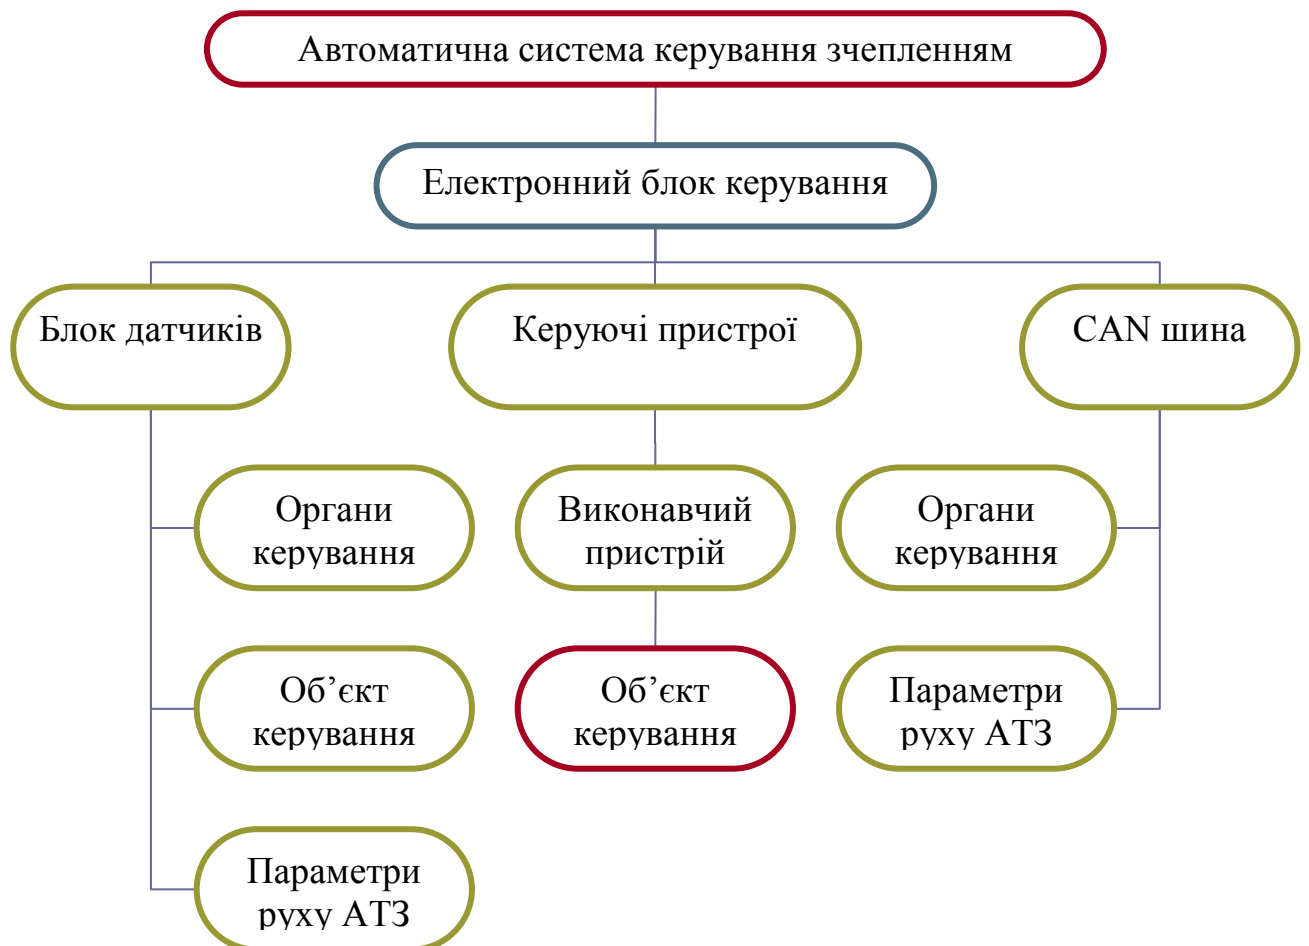 Автоматична система керування зчепленням
Електронний блок керування
Блок датчиків
Керуючі пристрої
CAN шина
Органи
керування
Виконавчий
пристрій
Органи
керування
Об’єкт
керування
Об’єкт
керування
Параметри
руху АТЗ
Параметри
руху АТЗ